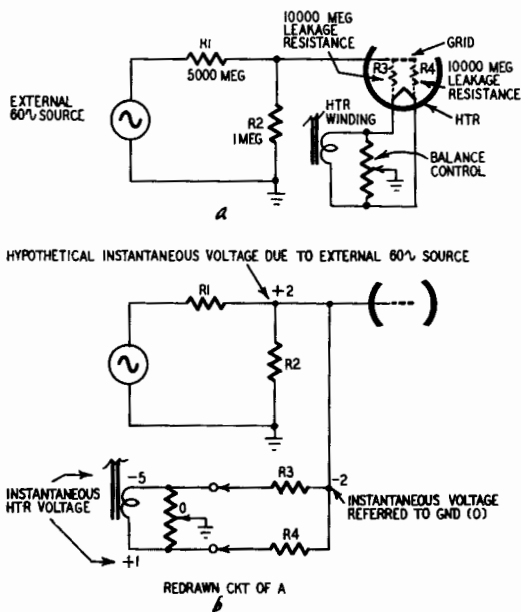 10000 MEG
LEAKAGE
RESISTANCE
R1
5000 MEG
GRID
R3
R4
10000 MEG
LEAKAGE
RESISTANCE
EXTERNAL
60∿ SOURCE
R2
1 MEG
HTR
WINDING
HTR
BALANCE
CONTROL
a
HYPOTHETICAL INSTANTANEOUS VOLTAGE DUE TO EXTERNAL 60∿ SOURCE
+2
R1
R2
-5
R3
-2
INSTANTANEOUS
HTR VOLTAGE
0
INSTANTANEOUS VOLTAGE
REFERRED TO GND (0)
R4
+1
REDRAWN CKT OF A
b